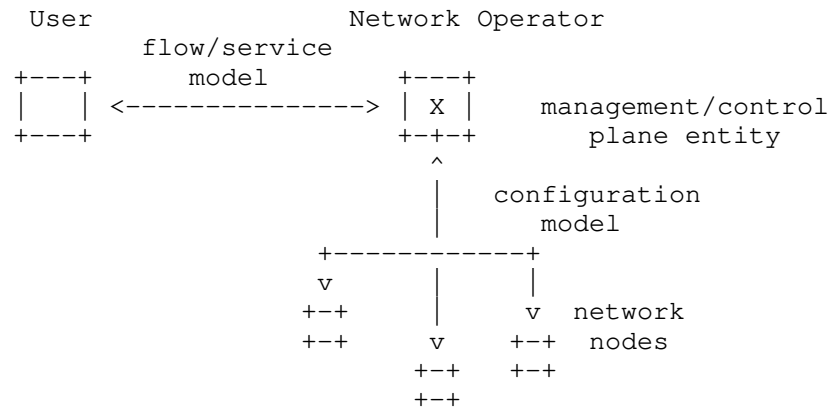 User Network Operator
flow/service
model
X management/control
plane entity
configuration
model
v
v network
v nodes